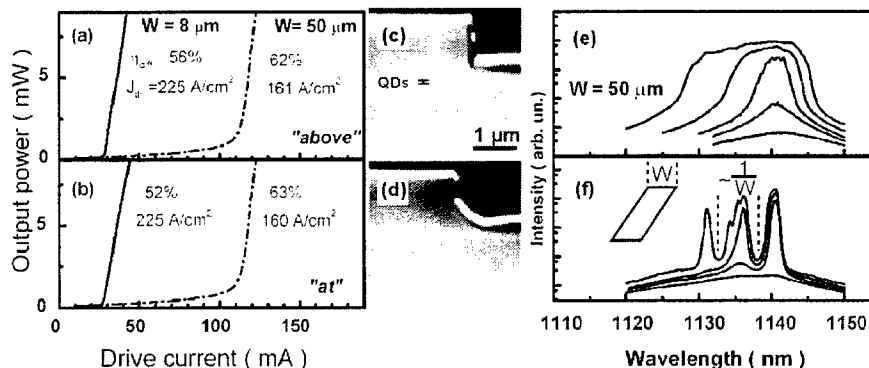 Output power ( mW )
5
0
(a)
W = 8 µm
W= 50 µm
56%
62%
=225 A/cm²
161 A/cm²
"above"
5
0
(b)
52%
63%
225 A/cm²
160 A/cm²
"at"
0
50
100
150
Drive current ( mA )
(c)
QDs =
1 µm
(d)
Intensity ( arb. un.)
(e)
W = 50 µm
(f)
W
~ 1
W
1110
1120
1130
1140
1150
Wavelength ( nm )